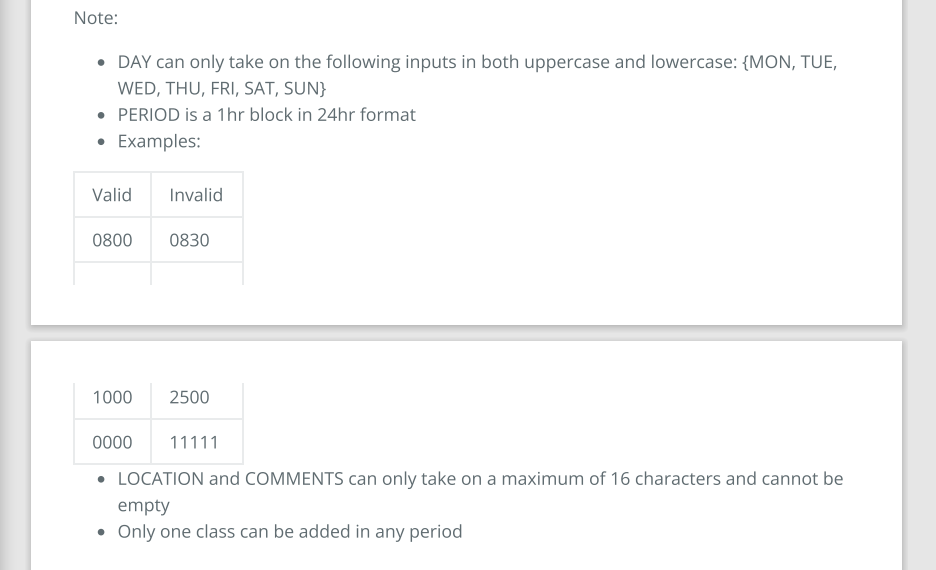 Note:
DAY can only take on the following inputs in both uppercase and lowercase: {MON, TUE,
WED, THU, FRI, SAT, SUN}
PERIOD is a 1hr block in 24hr format
Examples:
Valid Invalid
0800 0830
1000 2500
0000 11111
LOCATION and COMMENTS can only take on a maximum of 16 characters and cannot be
empty
Only one class can be added in any period